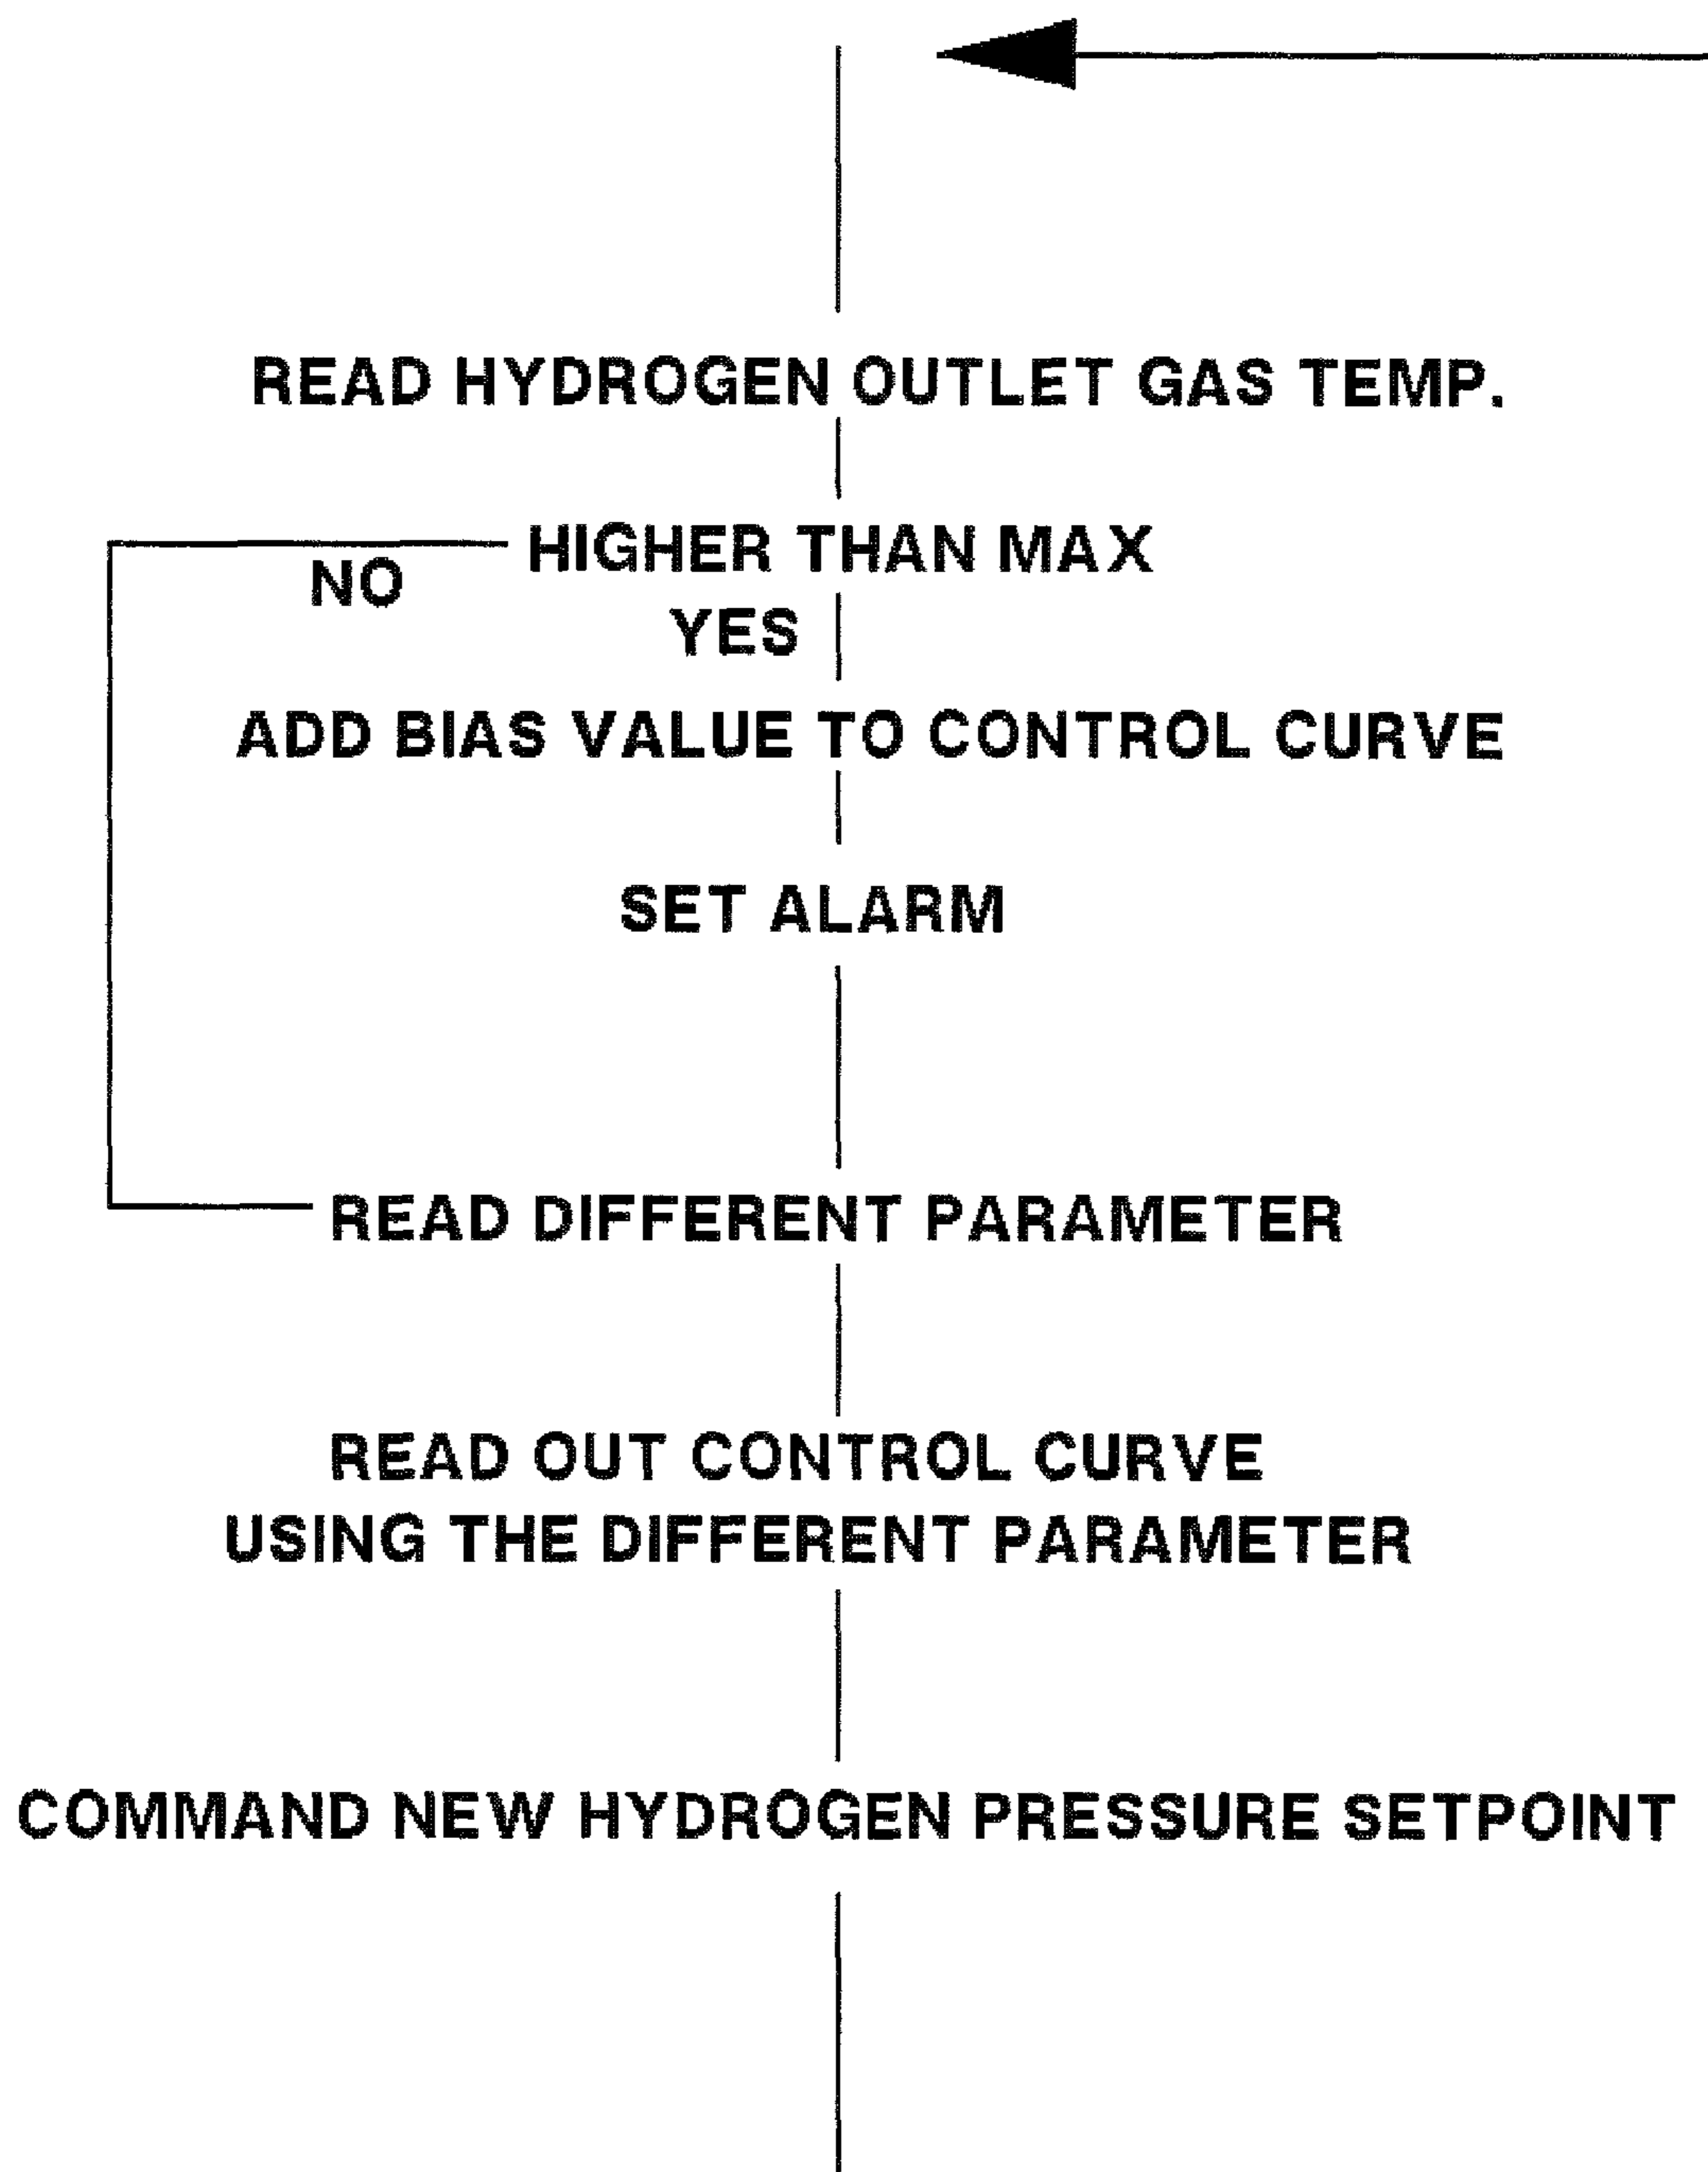 READ HYDROGEN OUTLET GAS TEMP.
HIGHER THAN MAX
NO
YES
ADD BIAS VALUE TO CONTROL CURVE
SET ALARM
READ DIFFERENT PARAMETER
READ OUT CONTROL CURVE
USING THE DIFFERENT PARAMETER
COMMAND NEW HYDROGEN PRESSURE SETPOINT